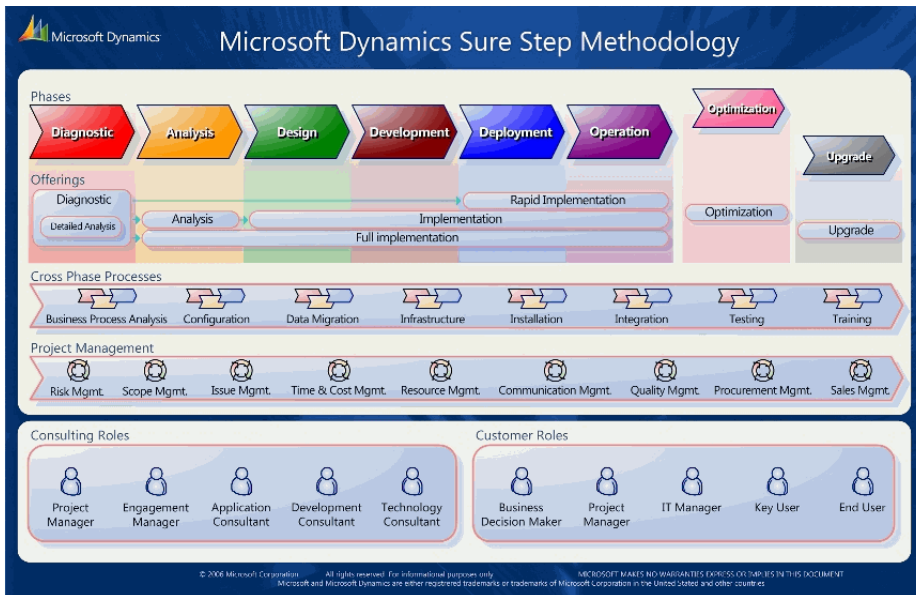 Microsoft Dynamics
Microsoft Dynamics Sure Step Methodology
Phases
Diagnostic
Analysis
Design
Development
Deployment
Operation
Optimization
Upgrade
Offerings
Diagnostic
Rapid Implementation
Detailed Analysis
Analysis
Implementation
Full implementation
Optimization
Upgrade
Cross Phase Processes
Business Process Analysis
Configuration
Data Migration
Infrastructure
Installation
Integration
Testing
Training
Project Management
Risk Mgmt.
Scope Mgmt.
Issue Mgmt.
Time & Cost Mgmt.
Resource Mgmt.
Communication Mgmt.
Quality Mgmt.
Procurement Mgmt.
Sales Mgmt.
Consulting Roles
Project
Manager
Engagement
Manager
Application
Consultant
Development
Consultant
Technology
Consultant
Customer Roles
Business
Decision Maker
Project
Manager
IT Manager
Key User
End User
© 2006 Microsoft Corporation All rights reserved. For informational purposes only MICROSOFT MAKES NO WARRANTIES EXPRESS OR IMPLIES IN THIS DOCUMENT
Microsoft and Microsoft Dynamics are either registrered trademarks or trademarks of Microsoft Corporation in the United Stated and other countries